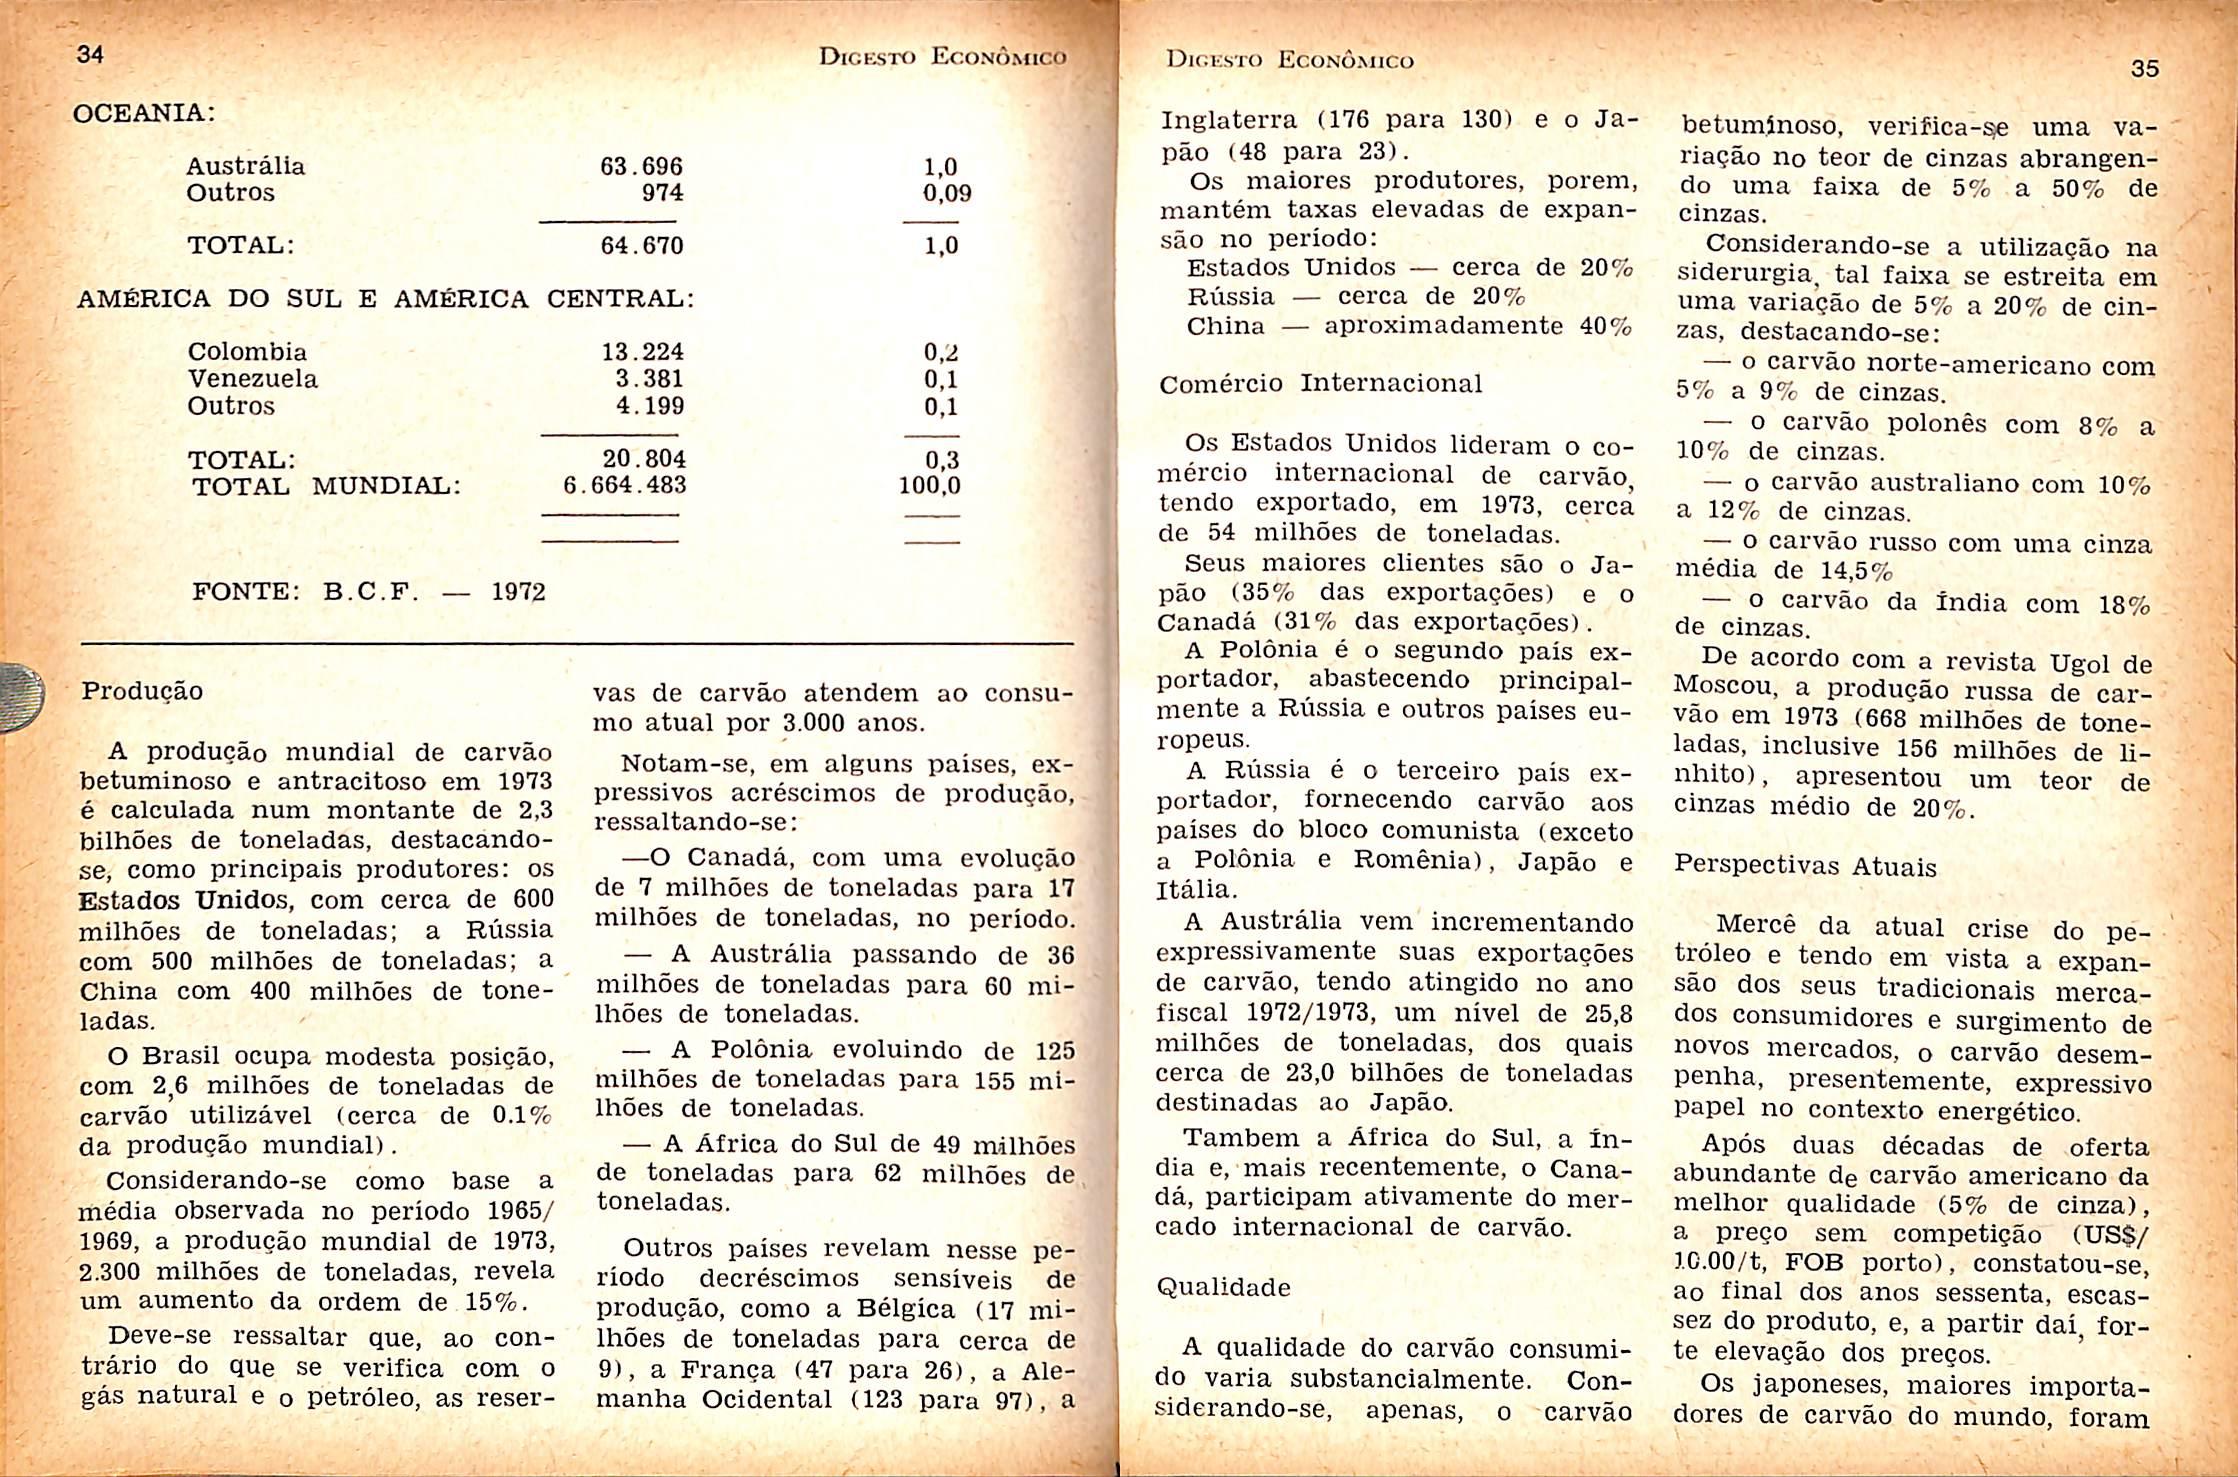 34
DIGESTO ECONÔMICO
OCEANIA:
Austrália 63.696 1,0
Outros 974 0,09
TOTAL: 64.670 1,0
AMÉRICA DO SUL E AMÉRICA CENTRAL:
Colombia 13.224 0,2
Venezuela 3.381 0,1
Outros 4.199 0,1
TOTAL: 20.804 0,3
TOTAL MUNDIAL: 6.664.483 100,0
FONTE: B.C.F. — 1972
Produção
A produção mundial de carvão
betuminoso e antracitoso em 1973
é calculada num montante de 2,3
bilhões de toneladas, destacando-
se, como principais produtores: os
Estados Unidos, com cerca de 600
milhões de toneladas; a Rússia
com 500 milhões de toneladas; a
China com 400 milhões de tone-
ladas.
O Brasil ocupa modesta posição,
com 2,6 milhões de toneladas de
carvão utilizável (cerca de 0.1%
da produção mundial).
Considerando-se como base a
média observada no período 1965/
1969, a produção mundial de 1973,
2.300 milhões de toneladas, revela
um aumento da ordem de 15%.
Deve-se ressaltar que, ao con-
trário do que se verifica com o
gás natural e o petróleo, as reser-
vas de carvão atendem ao consu-
mo atual por 3.000 anos.
Notam-se, em alguns países, ex-
pressivos acréscimos de produção,
ressaltando-se:
—O Canadá, com uma evolução
de 7 milhões de toneladas para 17
milhões de toneladas, no período.
— A Austrália passando de 36
milhões de toneladas para 60 mi-
lhões de toneladas.
— A Polônia evoluindo de 125
milhões de toneladas para 155 mi-
lhões de toneladas.
— A África do Sul de 49 milhões
de toneladas para 62 milhões de
toneladas.
Outros países revelam nesse pe-
ríodo decréscimos sensíveis de
produção, como a Bélgica (17 mi-
lhões de toneladas para cerca de
9), a França (47 para 26), a Ale-
manha Ocidental (123 para 97), a
DIGESTO ECONÔMICO
35
Inglaterra (176 para 130) e o Ja-
pão (48 para 23).
Os maiores produtores, porem,
mantém taxas elevadas de expan-
são no período:
Estados Unidos — cerca de 20%
Rússia — cerca de 20%
China — aproximadamente 40%
Comércio Internacional
Os Estados Unidos lideram o co-
mércio internacional de carvão,
tendo exportado, em 1973, cerca
de 54 milhões de toneladas.
Seus maiores clientes são o Ja-
pão (35% das exportações) e o
Canadá (31% das exportações).
A Polônia é o segundo país ex-
portador, abastecendo principal-
mente a Rússia e outros países eu-
ropeus.
A Rússia é o terceiro país ex-
portador, fornecendo carvão aos
países do bloco comunista (exceto
a Polônia e Romênia), Japão e
Itália.
A Austrália vem incrementando
expressivamente suas exportações
de carvão, tendo atingido no ano
fiscal 1972/1973, um nível de 25,8
milhões de toneladas, dos quais
cerca de 23,0 bilhões de toneladas
destinadas ao Japão.
Tambem a África do Sul, a Ín-
dia e, mais recentemente, o Cana-
dá, participam ativamente do mer-
cado internacional de carvão.
Qualidade
A qualidade do carvão consumi-
do varia substancialmente. Con-
siderando-se, apenas, o carvão
betuminoso, verifica-se uma va-
riação no teor de cinzas abrangen-
do uma faixa de 5% a 50% de
cinzas.
Considerando-se a utilização na
siderurgia, tal faixa se estreita em
uma variação de 5% a 20% de cin-
zas, destacando-se:
— o carvão norte-americano com
5% a 9% de cinzas.
— o carvão polonês com 8% a
10% de cinzas.
— o carvão australiano com 10%
a 12% de cinzas.
— o carvão russo com uma cinza
média de 14,5%
— o carvão da Índia com 18%
de cinzas.
De acordo com a revista Ugol de
Moscou, a produção russa de car-
vão em 1973 (668 milhões de tone-
ladas, inclusive 156 milhões de li-
nhito), apresentou um teor de
cinzas médio de 20%.
Perspectivas Atuais
Mercê da atual crise do pe-
tróleo e tendo em vista a expan-
são dos seus tradicionais merca-
dos consumidores e surgimento de
novos mercados, o carvão desem-
penha, presentemente, expressivo
papel no contexto energético.
Após duas décadas de oferta
abundante de carvão americano da
melhor qualidade (5% de cinza),
a preço sem competição (US$/
10.00/t, FOB porto), constatou-se,
ao final dos anos sessenta, escas-
sez do produto, e, a partir daí, for-
te elevação dos preços.
Os japoneses, maiores importa-
dores de carvão do mundo, foram